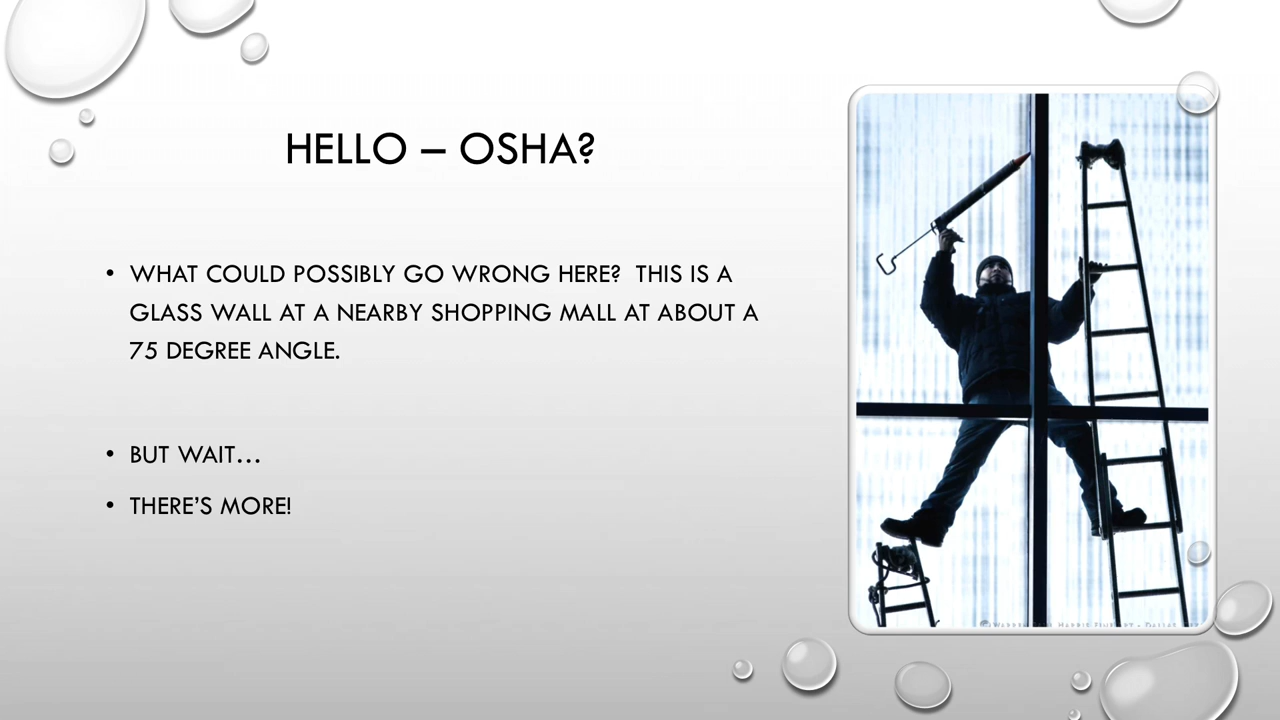 HELLO – OSHA?
• WHAT COULD POSSIBLY GO WRONG HERE?  THIS IS A
GLASS WALL AT A NEARBY SHOPPING MALL AT ABOUT A
75 DEGREE ANGLE.
• BUT WAIT…
• THERE’S MORE!